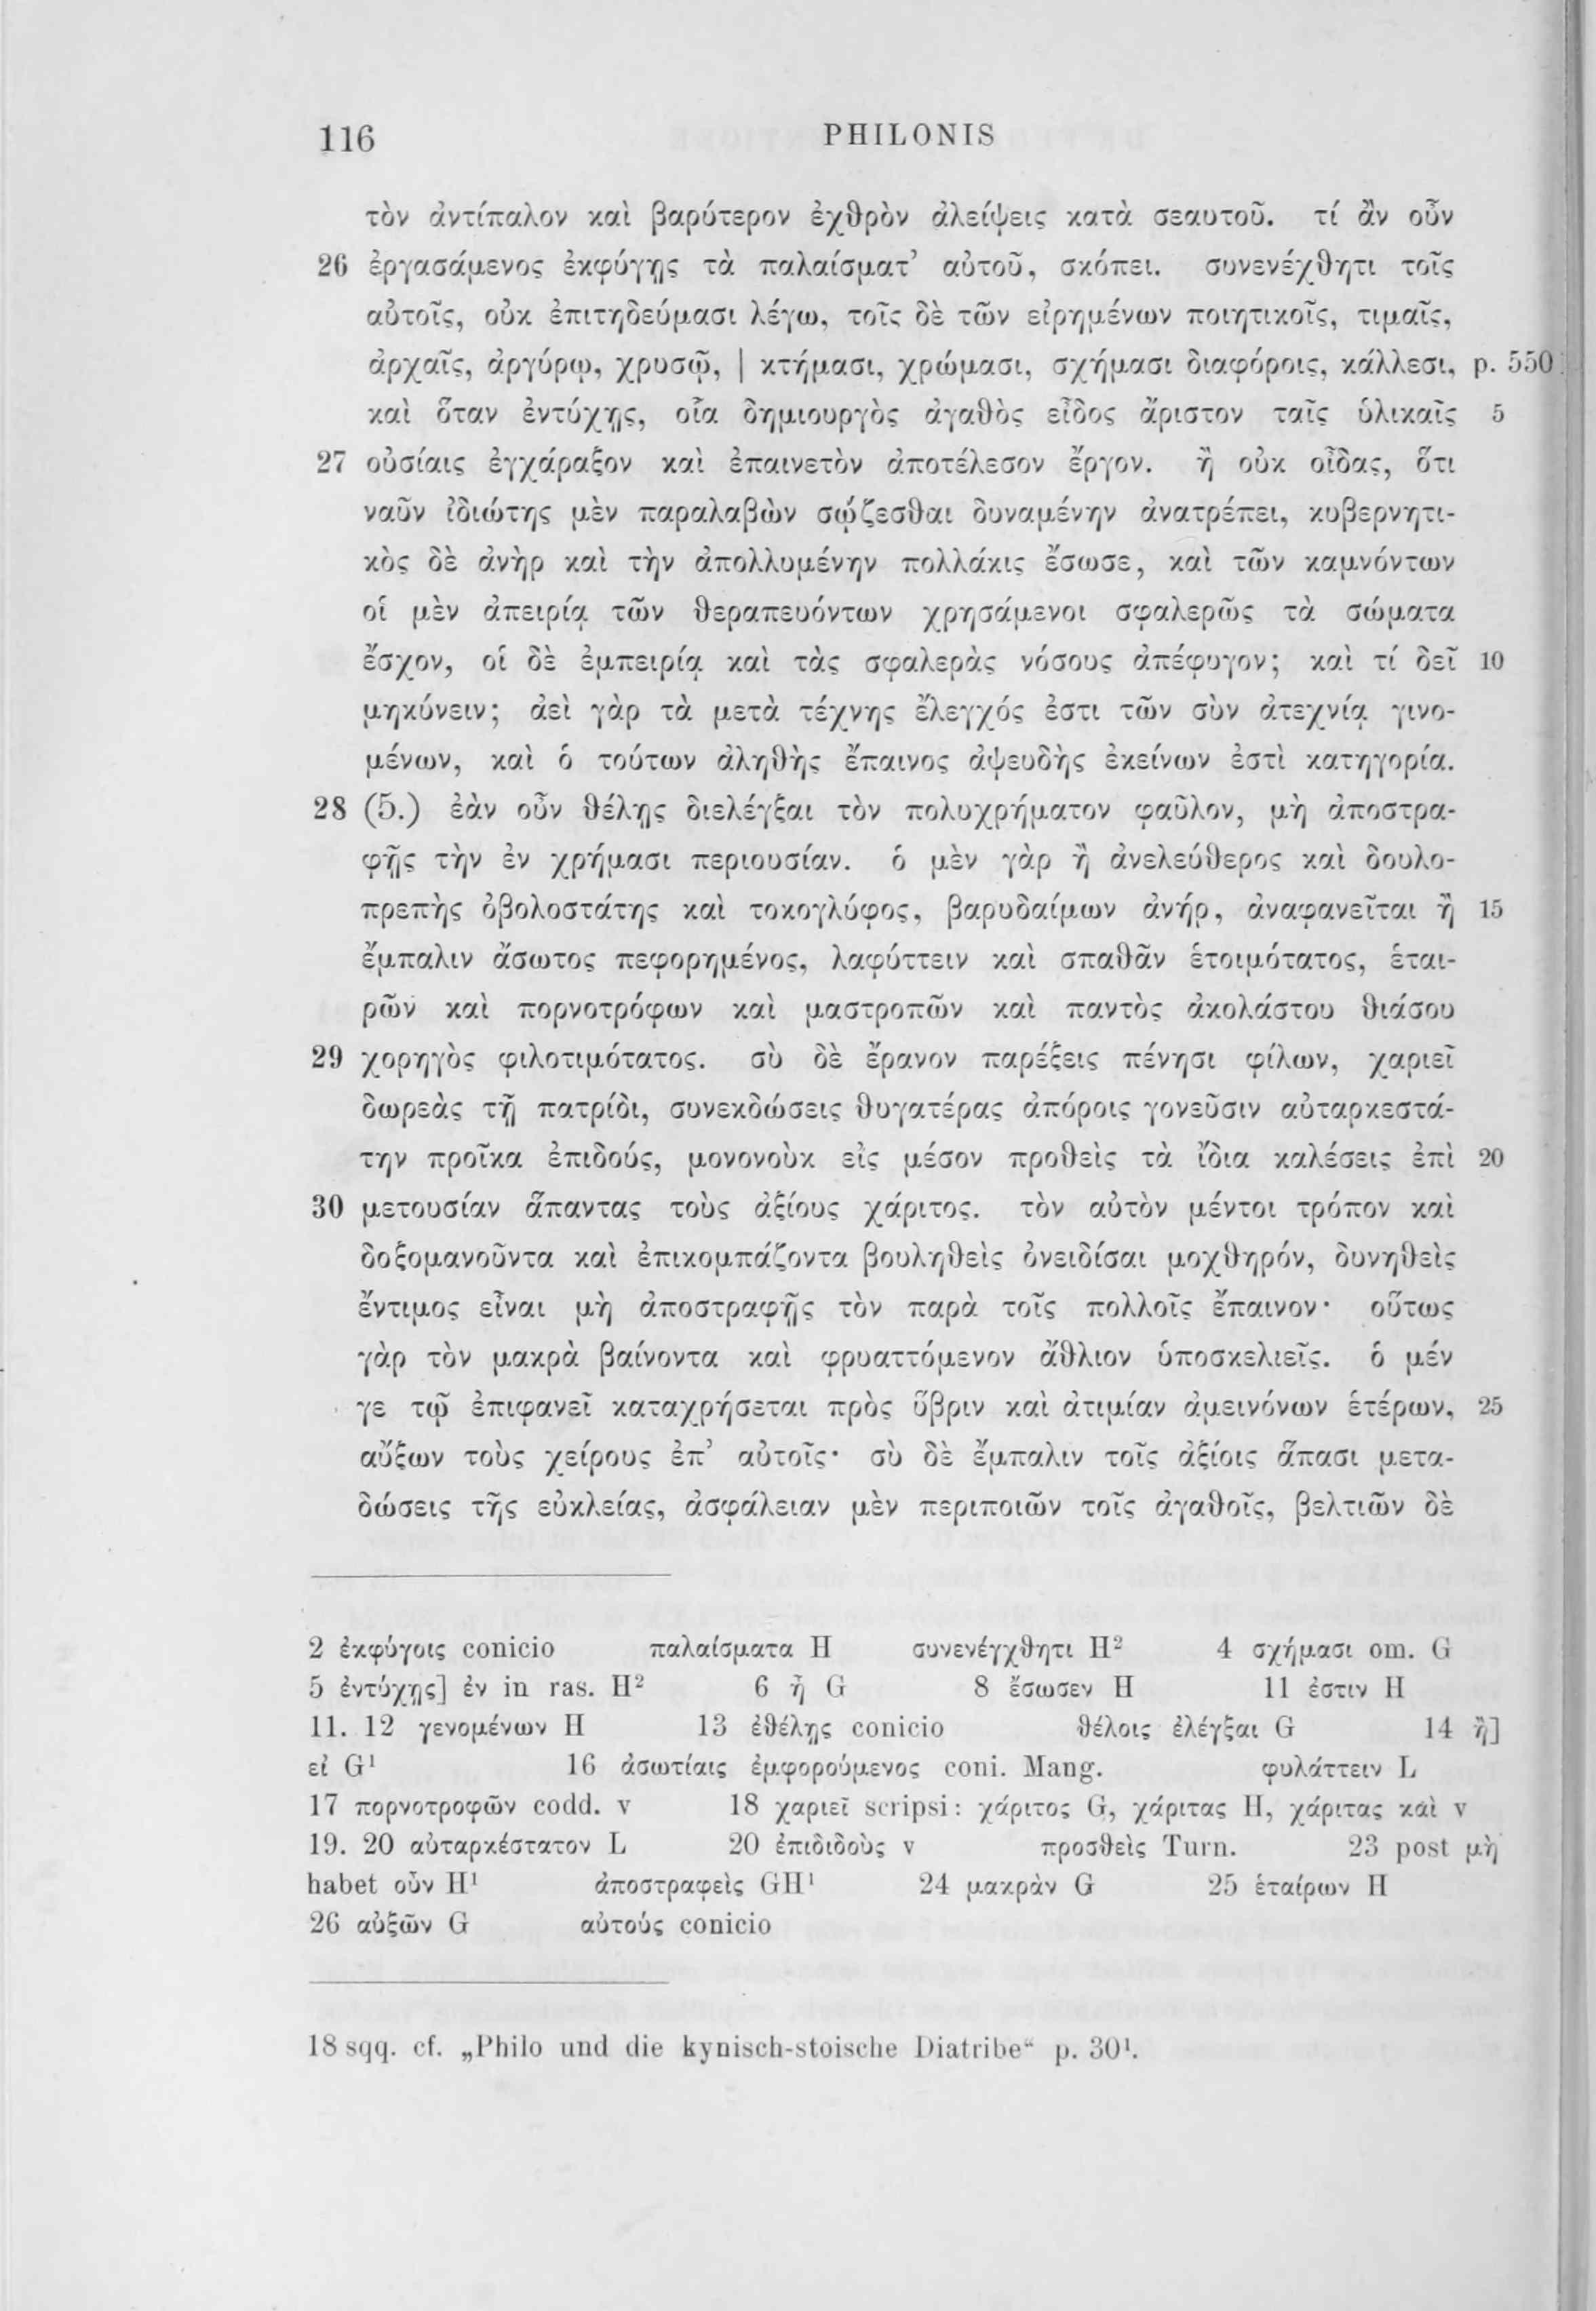 116 PHILONIS
τὸν ἀντίπαλον καὶ βαρύτερον ἐχθρὸν ἀλείψεις κατὰ σεαυτοῦ. τί ἂν οὖν
26 ἐργασάμενος ἐκφύγῃς τὰ παλαίσματ’ αὐτοῦ, σκόπει. συνενέχθητι τοῖς
αὐτοῖς, οὐκ ἐπιτηδεύμασι λέγω, τοῖς δὲ τῶν εἰρημένων ποιητικοῖς, τιμαῖς,
ἀρχαῖς, ἀργύρῳ, χρυσῷ, | κτήμασι, χρώμασι, σχήμασι διαφόροις, κάλλεσι, p. 550
καὶ ὅταν ἐντύχῃς, οἷα δημιουργὸς ἀγαθὸς εἶδος ἄριστον ταῖς ὑλικαῖς 5
27 οὐσίαις ἐγχάραξον καὶ ἐπαινετὸν ἀποτέλεσον ἔργον. ἢ οὐκ οἶδας, ὅτι
ναῦν ἰδιώτης μὲν παραλαβὼν σῴζεσθαι δυναμένην ἀνατρέπει, κυβερνητι-
κὸς δὲ ἀνὴρ καὶ τὴν ἀπολλυμένην πολλάκις ἔσωσε, καὶ τῶν καμνόντων
οἱ μὲν ἀπειρίᾳ τῶν θεραπευόντων χρησάμενοι σφαλερῶς τὰ σώματα
ἔσχον, οἱ δὲ ἐμπειρίᾳ καὶ τὰς σφαλερὰς νόσους ἀπέφυγον; καὶ τί δεῖ 10
μηκύνειν; ἀεὶ γὰρ τὰ μετὰ τέχνης ἔλεγχός ἐστι τῶν σὺν ἀτεχνίᾳ γινο-
μένων, καὶ ὁ τούτων ἀληθὴς ἔπαινος ἀψευδὴς ἐκείνων ἐστὶ κατηγορία.
28 (5.) ἐὰν οὖν θέλῃς διελέγξαι τὸν πολυχρήματον φαῦλον, μὴ ἀποστρα-
φῇς τὴν ἐν χρήμασι περιουσίαν. ὁ μὲν γὰρ ἢ ἀνελεύθερος καὶ δουλο-
πρεπὴς ὀβολοστάτης καὶ τοκογλύφος, βαρυδαίμων ἀνήρ, ἀναφανεῖται ἢ 15
ἔμπαλιν ἄσωτος πεφορημένος, λαφύττειν καὶ σπαθᾶν ἑτοιμότατος, ἑται-
ρῶν καὶ πορνοτρόφων καὶ μαστροπῶν καὶ παντὸς ἀκολάστου θιάσου
29 χορηγὸς φιλοτιμότατος. σὺ δὲ ἔρανον παρέξεις πένησι φίλων, χαριεῖ
δωρεὰς τῇ πατρίδι, συνεκδώσεις θυγατέρας ἀπόροις γονεῦσιν αὐταρκεστά-
την προῖκα ἐπιδούς, μονονοὺκ εἰς μέσον προθεὶς τὰ ἴδια καλέσεις ἐπὶ 20
30 μετουσίαν ἅπαντας τοὺς ἀξίους χάριτος. τὸν αὐτὸν μέντοι τρόπον καὶ
δοξομανοῦντα καὶ ἐπικομπάζοντα βουληθεὶς ὀνειδίσαι μοχθηρόν, δυνηθεὶς
ἔντιμος εἶναι μὴ ἀποστραφῇς τὸν παρὰ τοῖς πολλοῖς ἔπαινον· οὕτως
γὰρ τὸν μακρὰ βαίνοντα καὶ φρυαττόμενον ἄθλιον ὑποσκελιεῖς. ὁ μέν
γε τῷ ἐπιφανεῖ καταχρήσεται πρὸς ὕβριν καὶ ἀτιμίαν ἀμεινόνων ἑτέρων, 25
αὔξων τοὺς χείρους ἐπ’ αὐτοῖς· σὺ δὲ ἔμπαλιν τοῖς ἀξίοις ἅπασι μετα-
δώσεις τῆς εὐκλείας, ἀσφάλειαν μὲν περιποιῶν τοῖς ἀγαθοῖς, βελτιῶν δὲ
2 ἐκφύγοις conicio παλαίσματα H συνενέγχθητι H² 4 σχήμασι om. G
5 ἐντύχῃς] ἐν in ras. H² 6 ἦ G 8 ἔσωσεν H 11 ἐστιν H
11. 12 γενομένων H 13 ἐθέλῃς conicio θέλοις ἐλέγξαι G 14 ἢ]
εἰ G¹ 16 ἀσωτίαις ἐμφορούμενος coni. Mang. φυλάττειν L
17 πορνοτροφῶν codd. v 18 χαριεῖ scripsi: χάριτος G, χάριτας H, χάριτας καὶ v
19. 20 αὐταρκέστατον L 20 ἐπιδιδοὺς v προσθεὶς Turn. 23 post μὴ
habet οὖν H¹ ἀποστραφεὶς GH¹ 24 μακρὰν G 25 ἑταίρων H
26 αὐξῶν G αὐτούς conicio
18 sqq. cf. „Philo und die kynisch-stoische Diatribe“ p. 30¹.